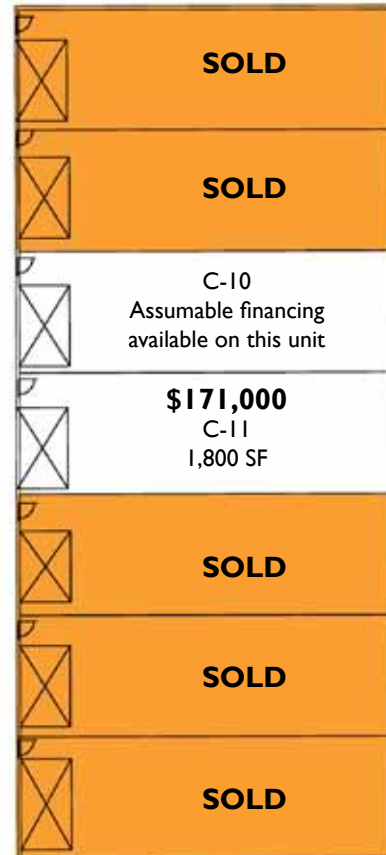 SOLD
SOLD
C-10
Assumable financing
available on this unit
$171,000
C-11
1,800 SF
SOLD
SOLD
SOLD